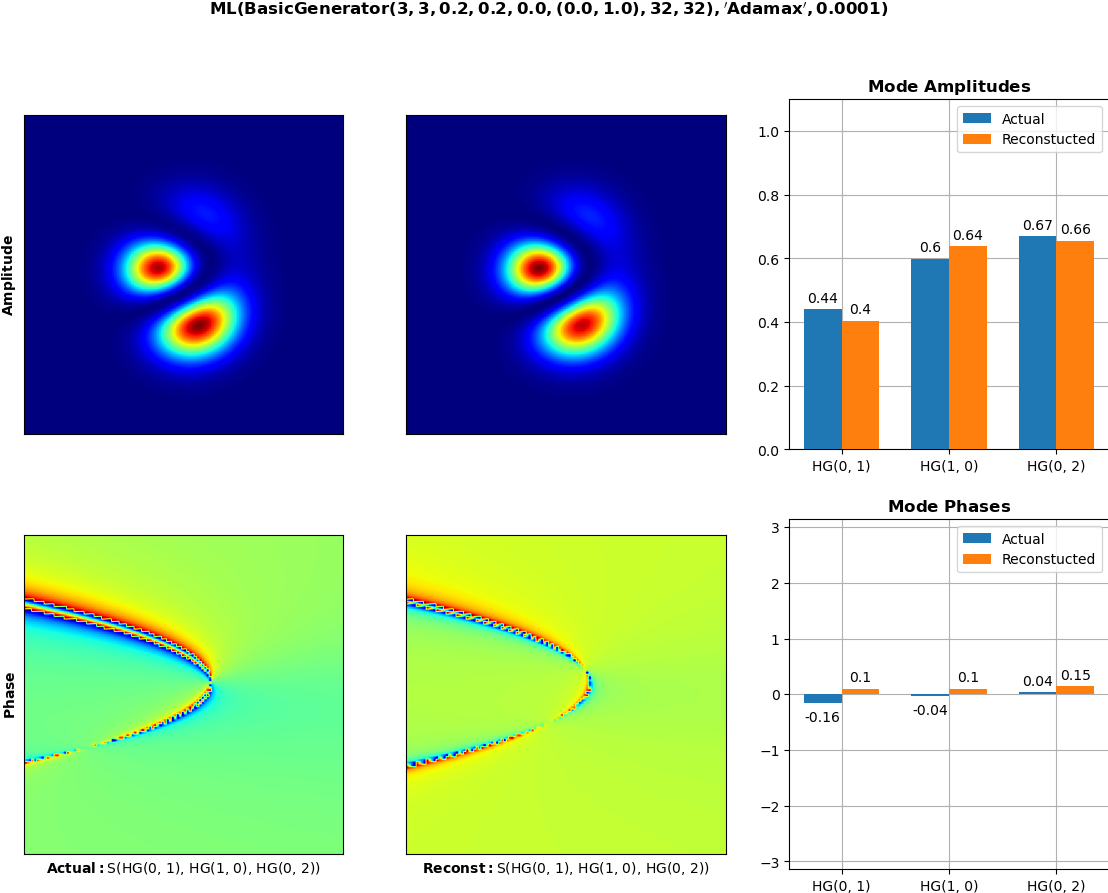 ML(BasicGenerator(3, 3, 0.2, 0.2, 0.0, (0.0, 1.0), 32, 32), 'Adamax', 0.0001)
Amplitude
Mode Amplitudes
Actual
Reconstucted
1.0
0.8
0.6
0.4
0.2
0.0
0.44
0.4
0.6
0.64
0.67
0.66
HG(0, 1)
HG(1, 0)
HG(0, 2)
Phase
Actual: S(HG(0, 1), HG(1, 0), HG(0, 2))
Reconst: S(HG(0, 1), HG(1, 0), HG(0, 2))
Mode Phases
Actual
Reconstucted
3
2
1
0
−1
−2
−3
-0.16
0.1
-0.04
0.1
0.04
0.15
HG(0, 1)
HG(1, 0)
HG(0, 2)